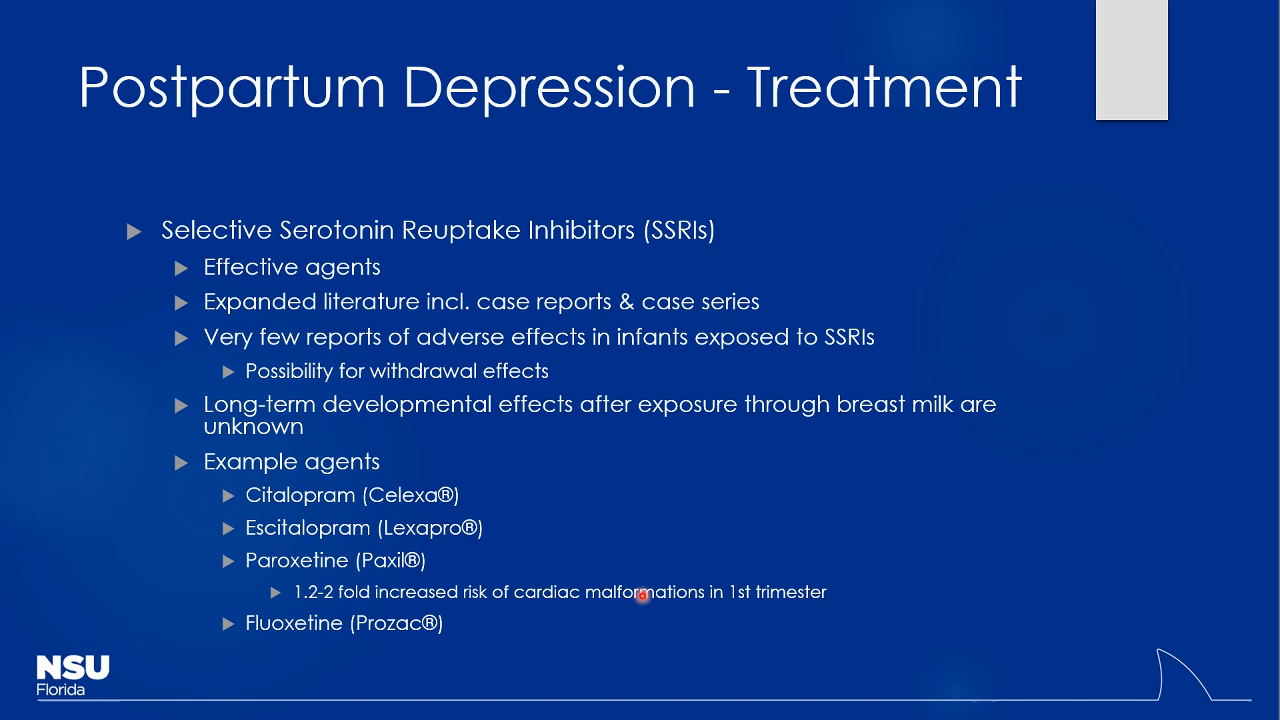 Postpartum Depression - Treatment
Selective Serotonin Reuptake Inhibitors (SSRIs)
Effective agents
Expanded literature incl. case reports & case series
Very few reports of adverse effects in infants exposed to SSRIs
Possibility for withdrawal effects
Long-term developmental effects after exposure through breast milk are
unknown
Example agents
Citalopram (Celexa®)
Escitalopram (Lexapro®)
Paroxetine (Paxil®)
1.2-2 fold increased risk of cardiac malformations in 1st trimester
Fluoxetine (Prozac®)
NSU
Florida